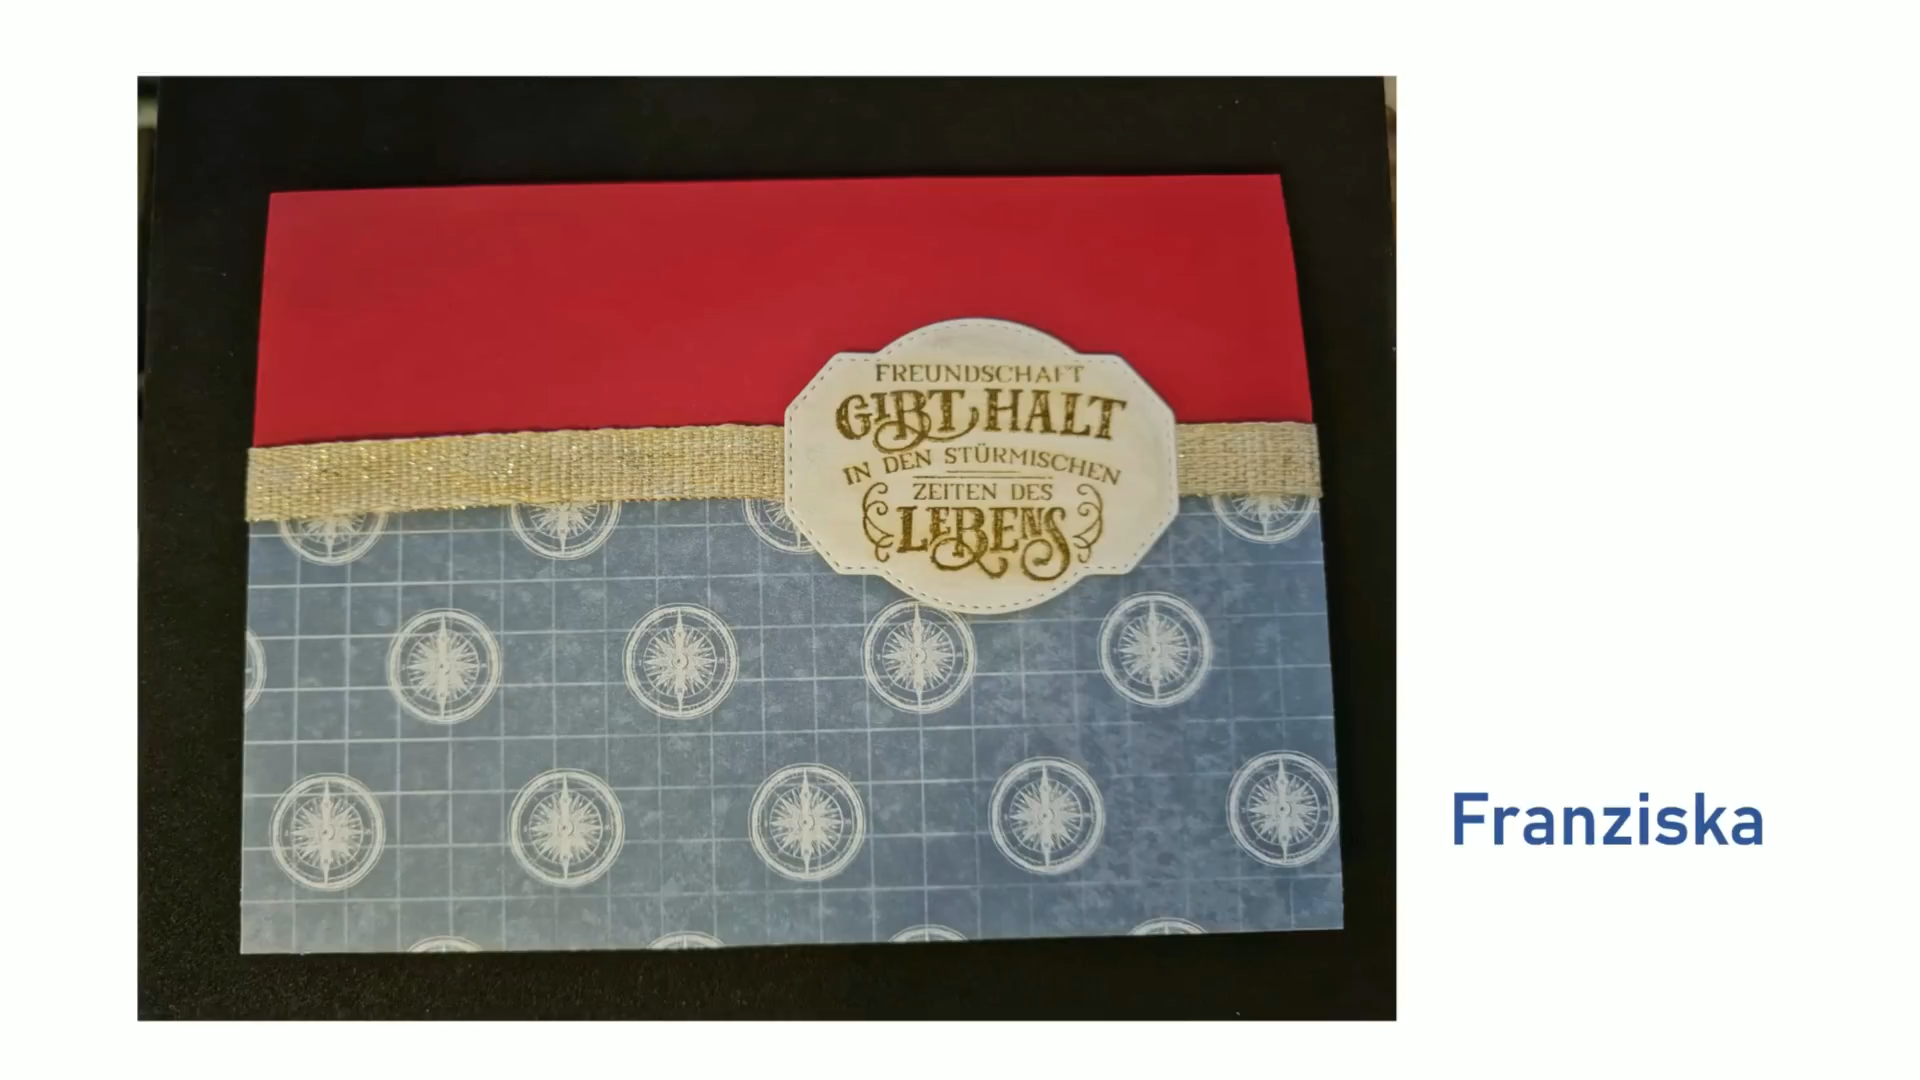 FREUNDSCHAFT
GIBT HALT
IN DEN STÜRMISCHEN
ZEITEN DES
LEBENS
Franziska